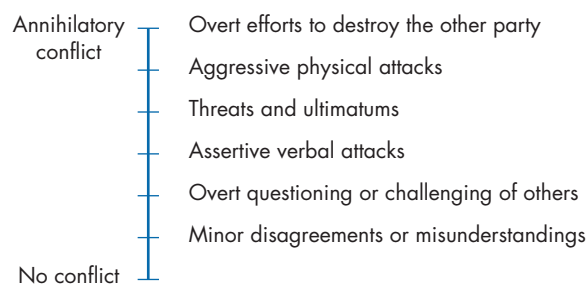 Annihilatory
conflict
Overt efforts to destroy the other party
Aggressive physical attacks
Threats and ultimatums
Assertive verbal attacks
Overt questioning or challenging of others
Minor disagreements or misunderstandings
No conflict